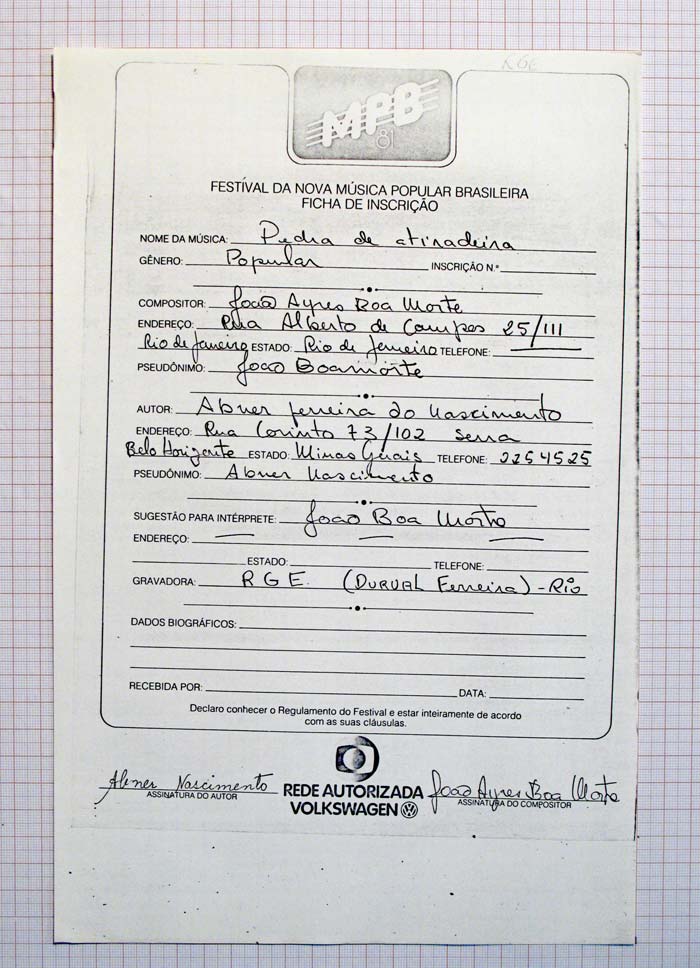 RGE
MPB
81
FESTÍVAL DA NOVA MÚSICA POPULAR BRASILEIRA
FICHA DE INSCRIÇÃO
NOME DA MÚSICA: Pedra de atiradeira
GÊNERO: Popular INSCRIÇÃO N.º
COMPOSITOR: João Ayres Boa Morte
ENDEREÇO: Rua Alberto de Campos 25/111
Rio de Janeiro ESTADO: Rio de Janeiro TELEFONE:
PSEUDÔNIMO: João Boamorte
AUTOR: Abner Ferreira do Nascimento
ENDEREÇO: Rua Corinto 73/102 Serra
Belo Horizonte ESTADO: Minas Gerais TELEFONE: 2254525
PSEUDÔNIMO: Abner Nascimento
SUGESTÃO PARA INTÉRPRETE: João Boa Morte
ENDEREÇO:
ESTADO: TELEFONE:
GRAVADORA: RGE (DURVAL Ferreira) - Rio
DADOS BIOGRÁFICOS:
RECEBIDA POR: DATA:
Declaro conhecer o Regulamento do Festival e estar inteiramente de acordo
com as suas cláusulas.
Abner Nascimento
ASSINATURA DO AUTOR
REDE AUTORIZADA
VOLKSWAGEN
João Ayres Boa Morte
ASSINATURA DO COMPOSITOR